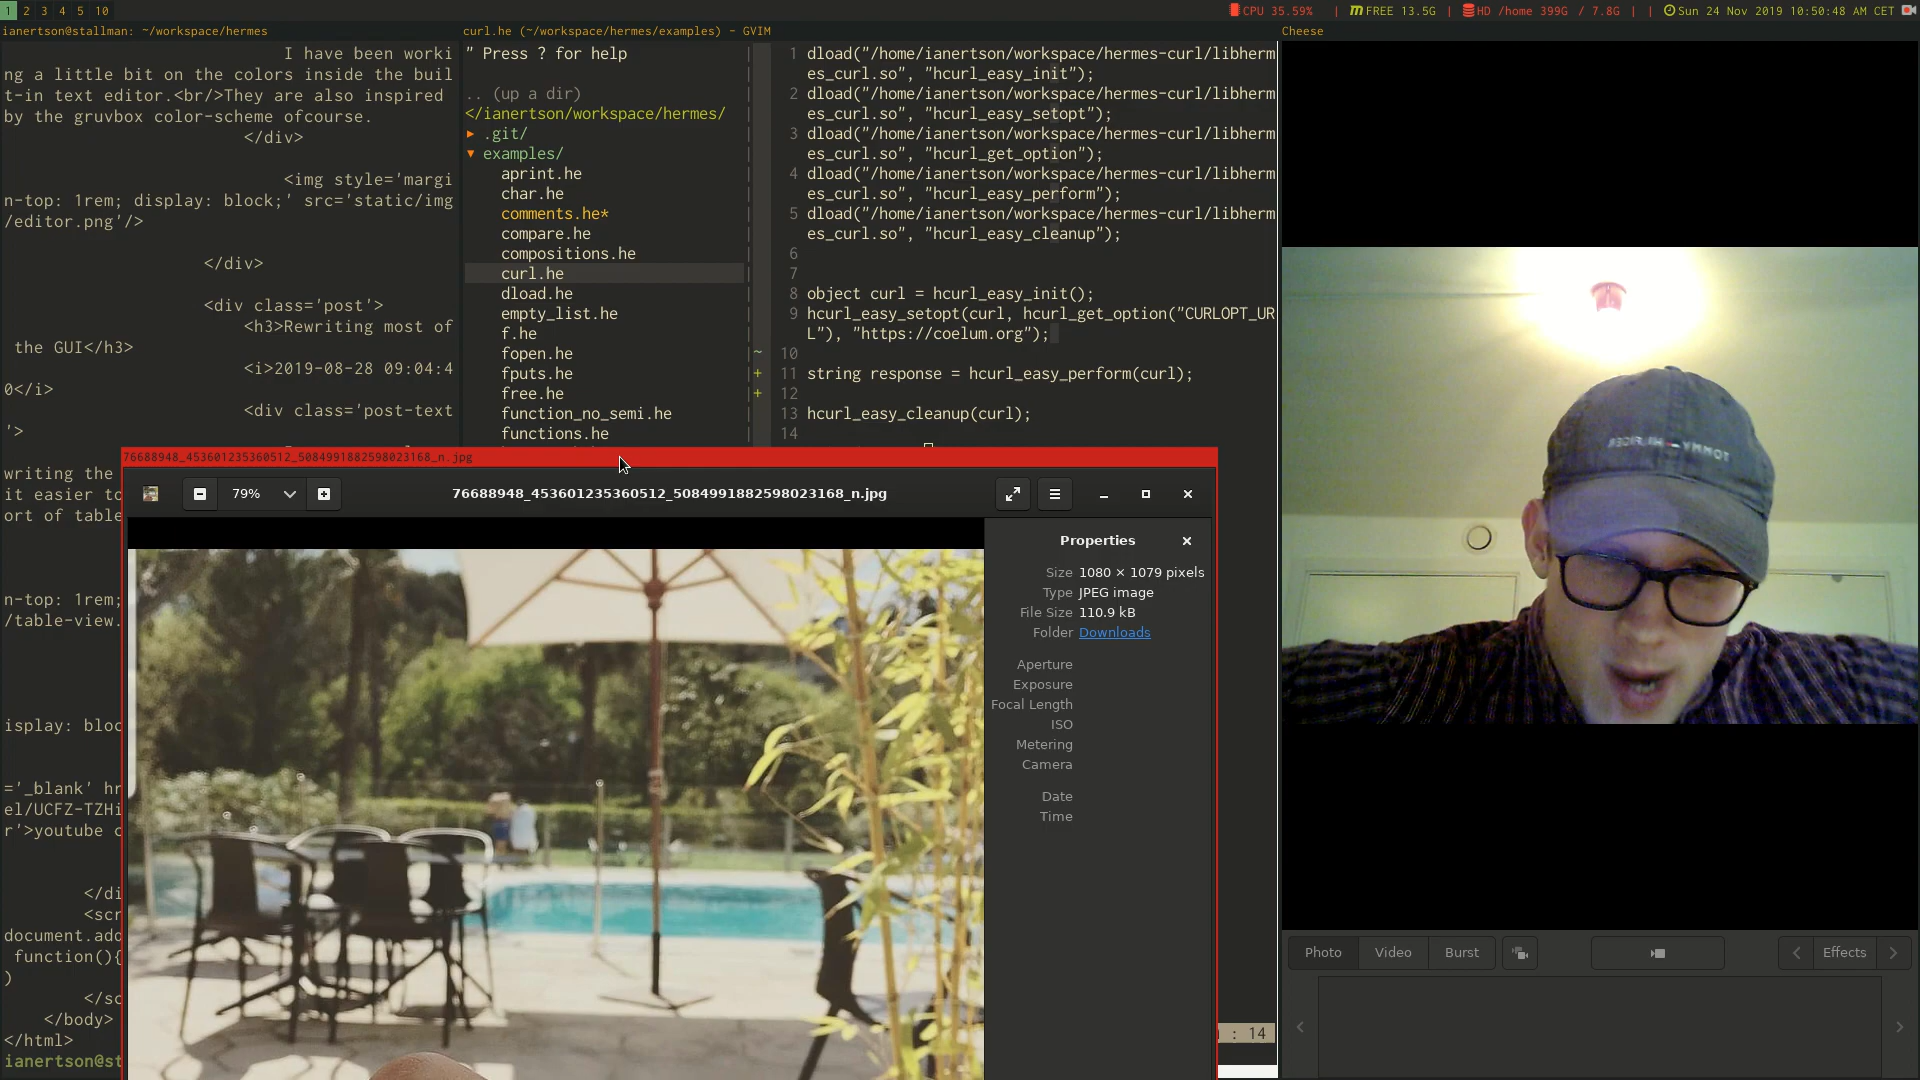 1 2 3 4 5 10
CPU 35.59% | FREE 13.5G | HD /home 399G / 7.8G | | Sun 24 Nov 2019 10:50:48 AM CET
ianertson@stallman: ~/workspace/hermes
I have been worki
ng a little bit on the colors inside the buil
t-in text editor.<br/>They are also inspired
by the gruvbox color-scheme ofcourse.
</div>
<img style='margi
n-top: 1rem; display: block;' src='static/img
/editor.png'/>
</div>
<div class='post'>
<h3>Rewriting most of
the GUI</h3>
<i>2019-08-28 09:04:4
0</i>
<div class='post-text
'>
writing the
it easier to
ort of table
n-top: 1rem;
/table-view.
isplay: bloc
='_blank' hr
el/UCFZ-TZHi
r'>youtube c
</di
<scr
document.add
function(){
)
</sc
</body>
</html>
ianertson@st
curl.he (~/workspace/hermes/examples) - GVIM
" Press ? for help
.. (up a dir)
</ianertson/workspace/hermes/
▸ .git/
▾ examples/
aprint.he
char.he
comments.he*
compare.he
compositions.he
curl.he
dload.he
empty_list.he
f.he
fopen.he
fputs.he
free.he
function_no_semi.he
functions.he
1 dload("/home/ianertson/workspace/hermes-curl/libherm
es_curl.so", "hcurl_easy_init");
2 dload("/home/ianertson/workspace/hermes-curl/libherm
es_curl.so", "hcurl_easy_setopt");
3 dload("/home/ianertson/workspace/hermes-curl/libherm
es_curl.so", "hcurl_get_option");
4 dload("/home/ianertson/workspace/hermes-curl/libherm
es_curl.so", "hcurl_easy_perform");
5 dload("/home/ianertson/workspace/hermes-curl/libherm
es_curl.so", "hcurl_easy_cleanup");
6
7
8 object curl = hcurl_easy_init();
9 hcurl_easy_setopt(curl, hcurl_get_option("CURLOPT_UR
L"), "https://coelum.org");
~ 10
+ 11 string response = hcurl_easy_perform(curl);
+ 12
13 hcurl_easy_cleanup(curl);
14
: 14
76688948_453601235360512_5084991882598023168_n.jpg
79%
76688948_453601235360512_5084991882598023168_n.jpg
Properties
Size 1080 × 1079 pixels
Type JPEG image
File Size 110.9 kB
Folder Downloads
Aperture
Exposure
Focal Length
ISO
Metering
Camera
Date
Time
Cheese
TOMMY HILFIGER
Photo Video Burst
Effects